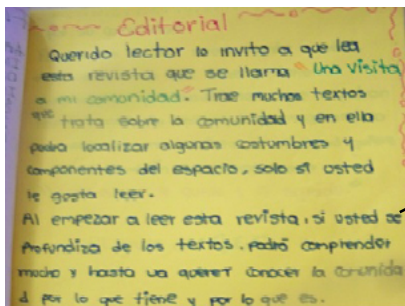 Editorial
Querido lector lo invito a que lea
esta revista que se llama " Una Visita
a mi comonidad." Trae muchos textos
que trata sobre la comunidad y en ella
podra localizar algunas costumbres y
componentes del espacio, solo si osted
le gosta leer.
Al empezar a leer esta revista, si usted se
Profundiza de los textos. podrá comprender
mucho y hasta va querer conocer la comunida
d por lo que tiene y por lo que es.